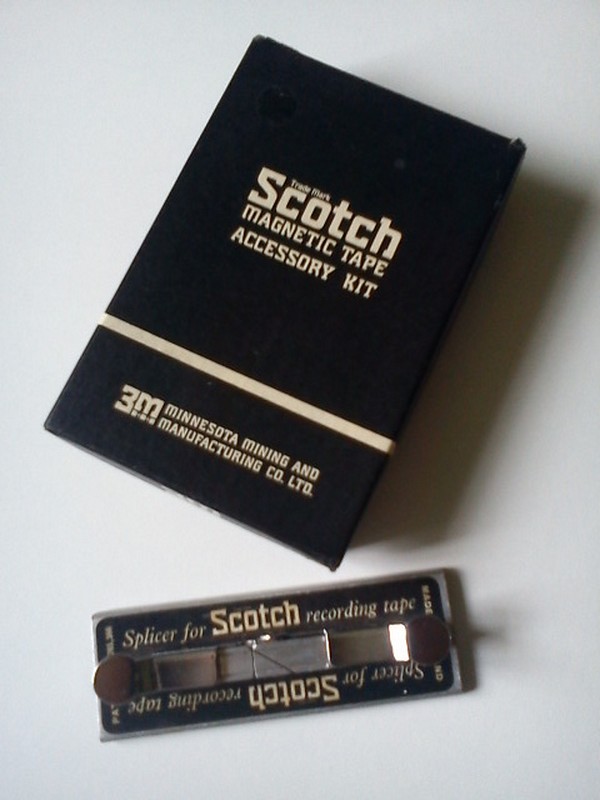 Trade Mark
Scotch
MAGNETIC TAPE
ACCESSORY KIT
3M MINNESOTA MINING AND
MANUFACTURING CO. LTD.
Splicer for Scotch recording tape
Splicer for Scotch recording tape